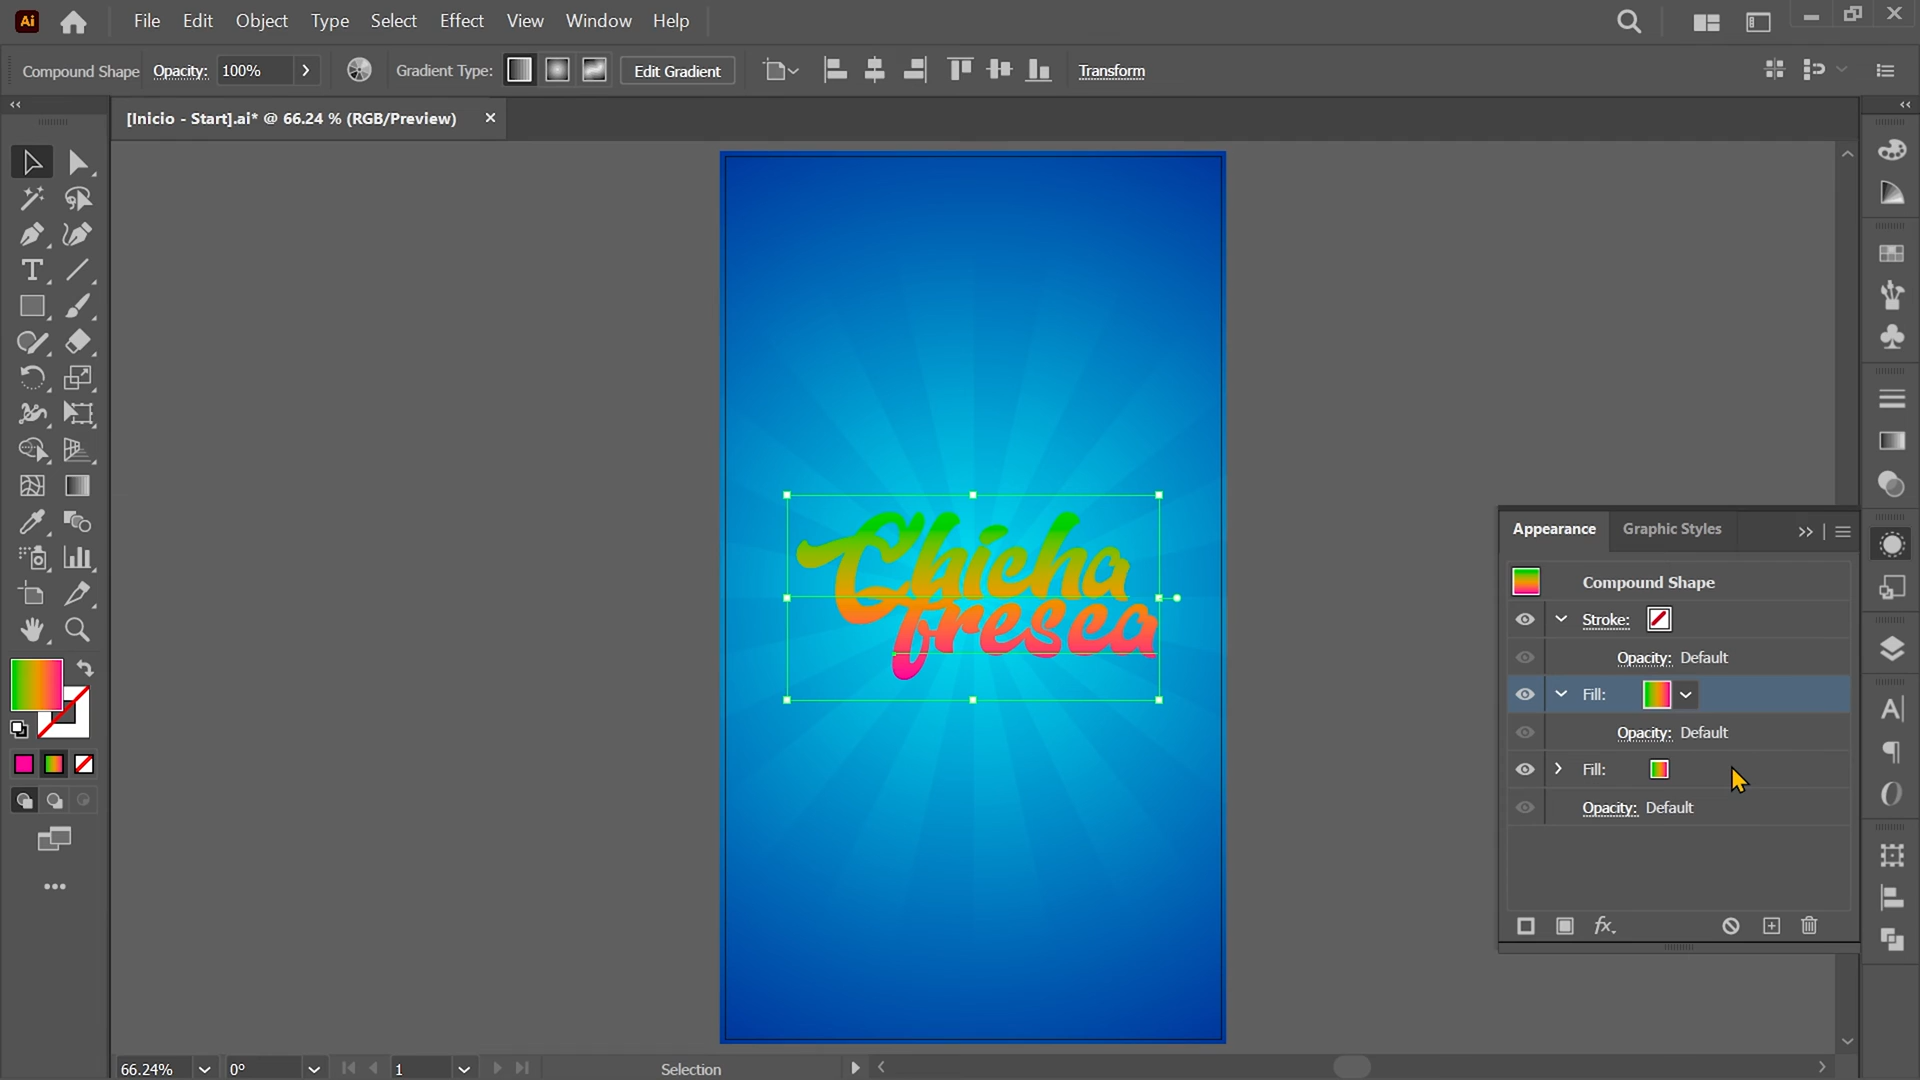 Ai File Edit Object Type Select Effect View Window Help
Compound Shape Opacity: 100% Gradient Type: Edit Gradient Transform
[Inicio - Start].ai* @ 66.24 % (RGB/Preview)
Chicha
fresca
Appearance Graphic Styles
Compound Shape
Stroke:
Opacity: Default
Fill:
Opacity: Default
Fill:
Opacity: Default
fx
66.24% 0° 1 Selection